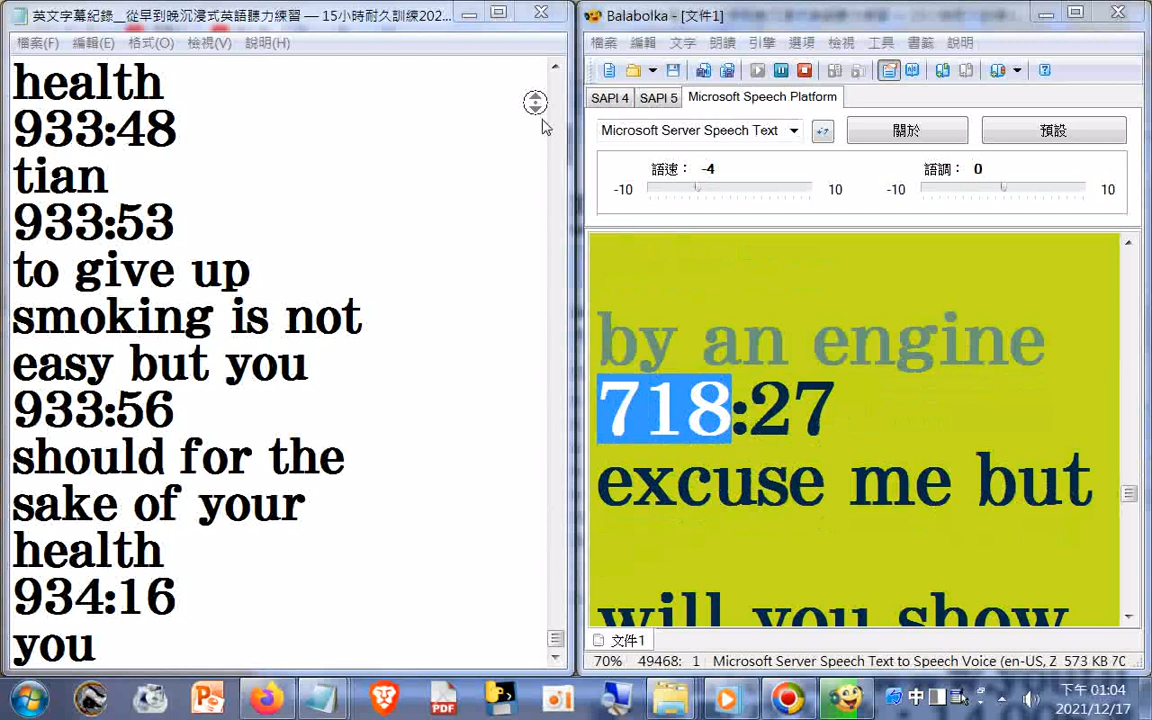 英文字幕紀錄__從早到晚沉浸式英語聽力練習 — 15小時耐久訓練202...
檔案(F) 編輯(E) 格式(O) 檢視(V) 說明(H)
health
933:48
tian
933:53
to give up
smoking is not
easy but you
933:56
should for the
sake of your
health
934:16
you
Balabolka - [文件1]
檔案 編輯 文字 朗讀 引擎 選項 檢視 工具 書籤 說明
SAPI 4 SAPI 5 Microsoft Speech Platform
Microsoft Server Speech Text 關於 預設
語速： -4 語調： 0
-10 10 -10 10
by an engine
718:27
excuse me but
will you show
文件1
70% 49468: 1 Microsoft Server Speech Text to Speech Voice (en-US, Z 573 KB 70
PDF 中 下午 01:04
2021/12/17